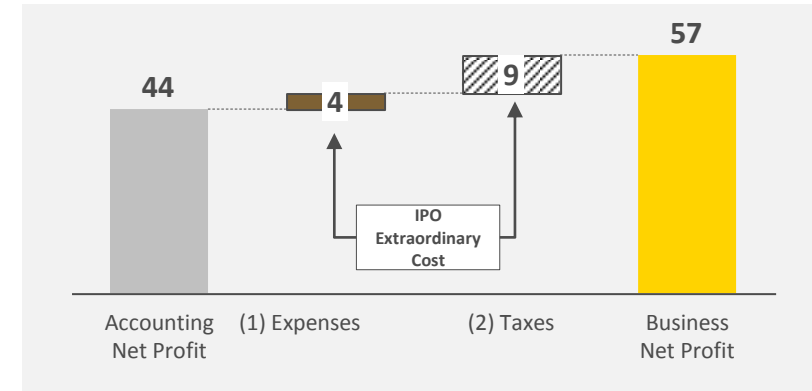 57
44
9
4
IPO
Extraordinary
Cost
Accounting
Net Profit
(1) Expenses
(2) Taxes
Business
Net Profit